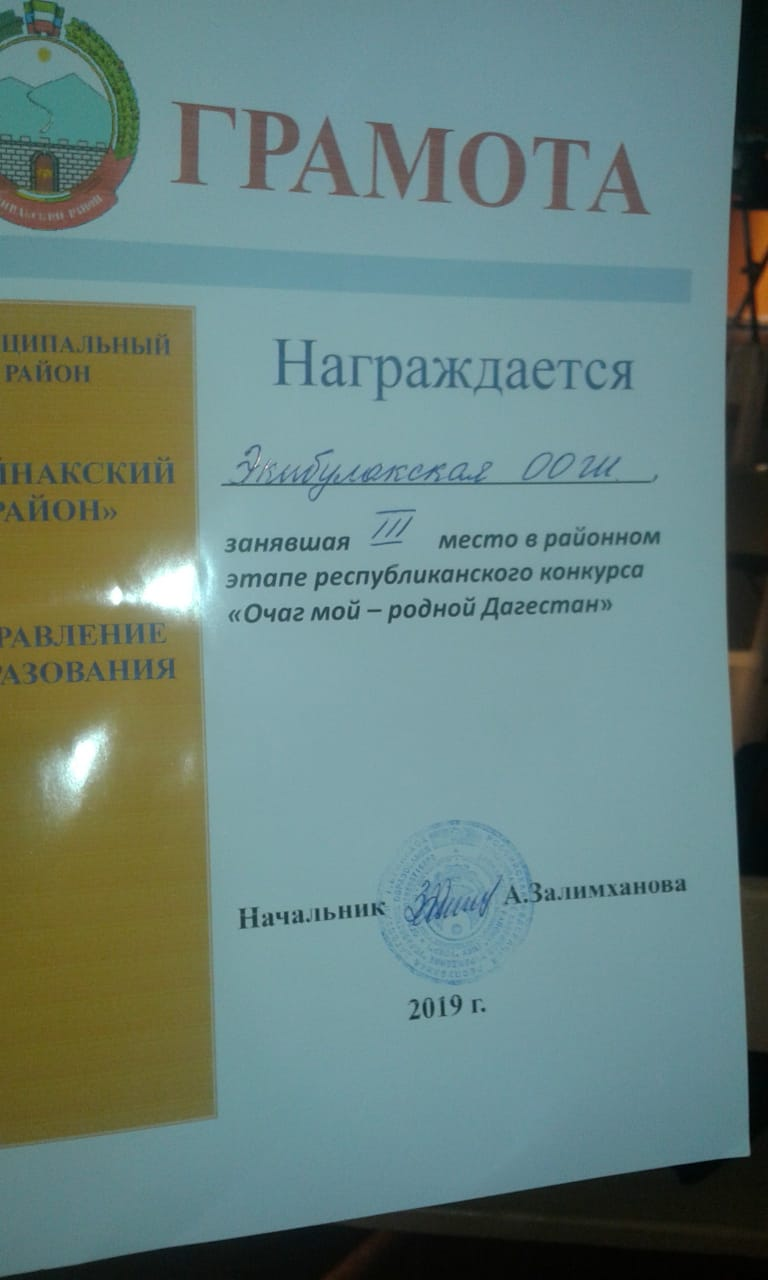 ГРАМОТА
ЦИПАЛЬНЫЙ
РАЙОН
ЙНАКСКИЙ
РАЙОН»
РАВЛЕНИЕ
РАЗОВАНИЯ
Награждается
Экибулакская ООШ,
занявшая III место в районном
этапе республиканского конкурса
«Очаг мой – родной Дагестан»
Начальник А.Залимханова
2019 г.